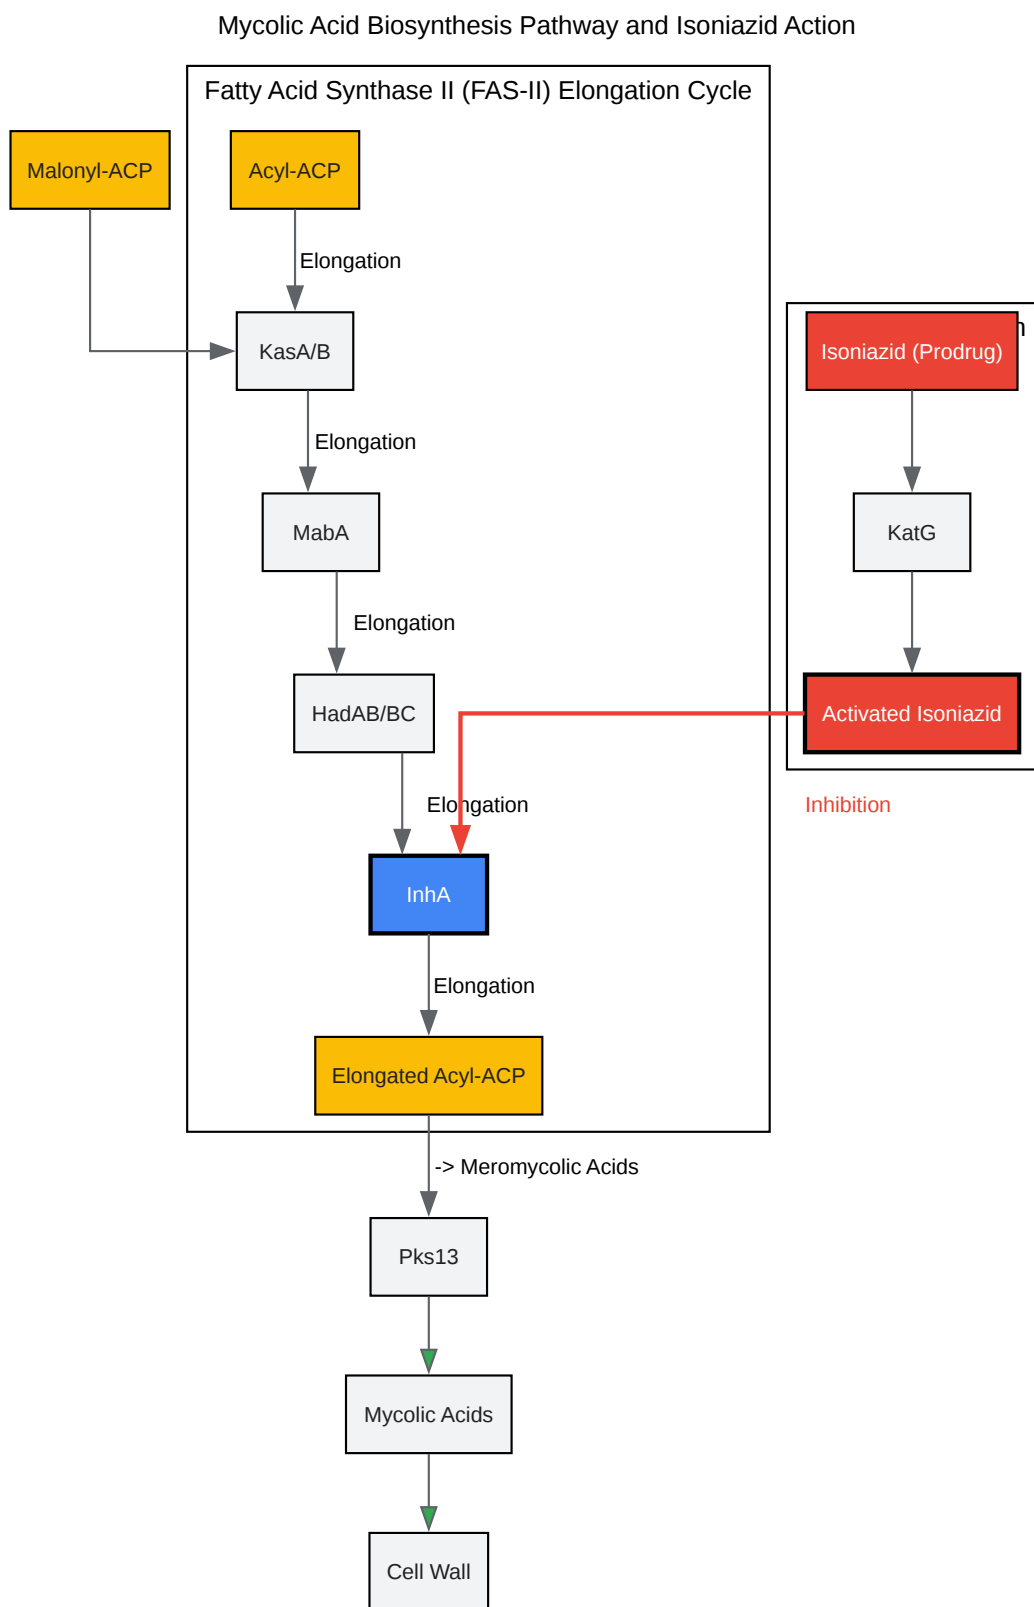 Mycolic Acid Biosynthesis Pathway and Isoniazid Action
Fatty Acid Synthase II (FAS-II) Elongation Cycle
Malonyl-ACP
Acyl-ACP
Elongation
KasA/B
Isoniazid (Prodrug)
Elongation
MabA
KatG
Elongation
HadAB/BC
Activated Isoniazid
Elongation
Inhibition
InhA
Elongation
Elongated Acyl-ACP
-> Meromycolic Acids
Pks13
Mycolic Acids
Cell Wall